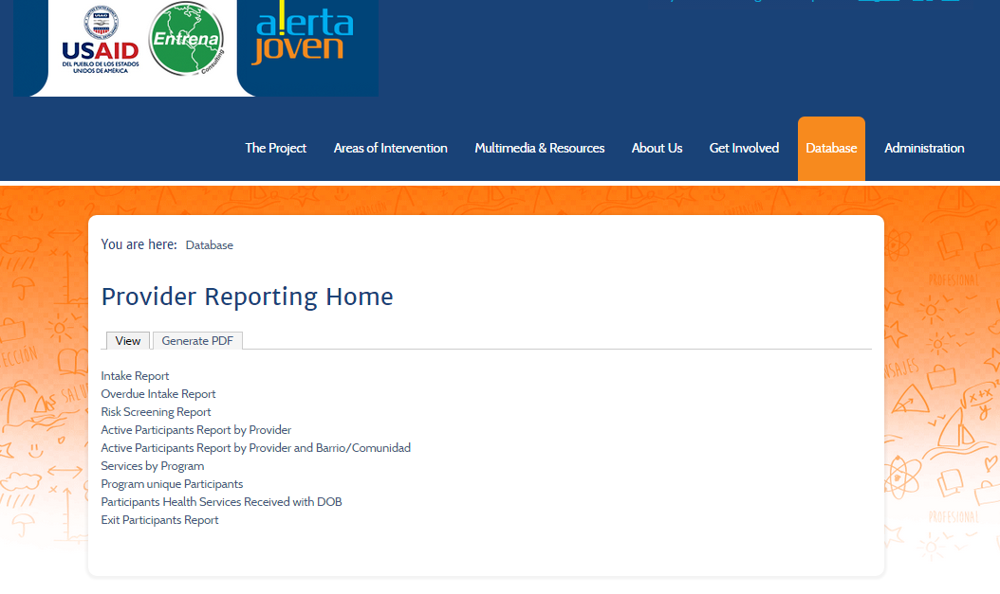 USAID
DEL PUEBLO DE LOS ESTADOS
UNIDOS DE AMÉRICA
Entrena
Consulting
alerta
joven
The Project Areas of Intervention Multimedia & Resources About Us Get Involved Database Administration
You are here: Database
Provider Reporting Home
View Generate PDF
Intake Report
Overdue Intake Report
Risk Screening Report
Active Participants Report by Provider
Active Participants Report by Provider and Barrio/Comunidad
Services by Program
Program unique Participants
Participants Health Services Received with DOB
Exit Participants Report
PROFESIONAL
PROFESIONAL